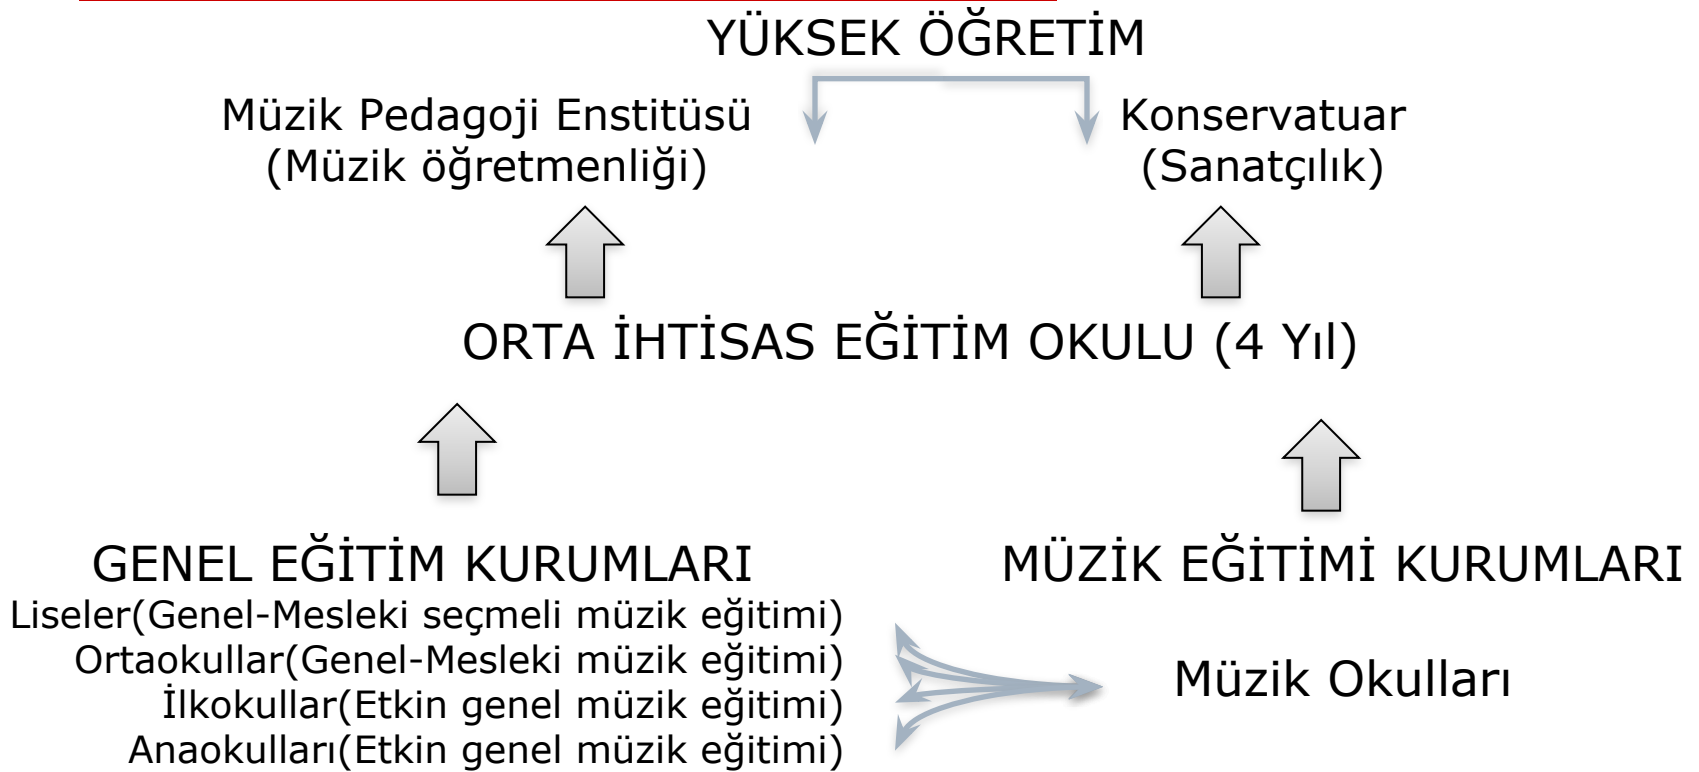 YÜKSEK ÖĞRETİM
Müzik Pedagoji Enstitüsü
(Müzik öğretmenliği)
Konservatuar
(Sanatçılık)
ORTA İHTİSAS EĞİTİM OKULU (4 Yıl)
GENEL EĞİTİM KURUMLARI
Liseler(Genel-Mesleki seçmeli müzik eğitimi)
Ortaokullar(Genel-Mesleki müzik eğitimi)
İlkokullar(Etkin genel müzik eğitimi)
Anaokulları(Etkin genel müzik eğitimi)
MÜZİK EĞİTİMİ KURUMLARI
Müzik Okulları